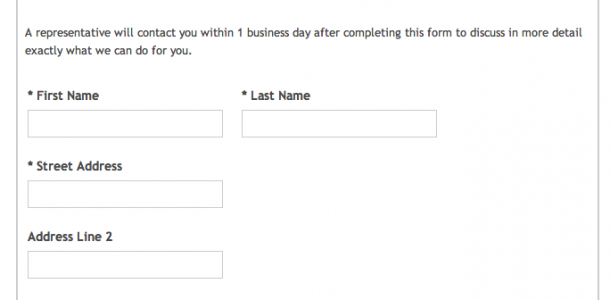 A representative will contact you within 1 business day after completing this form to discuss in more detail
exactly what we can do for you.
* First Name * Last Name
* Street Address
Address Line 2